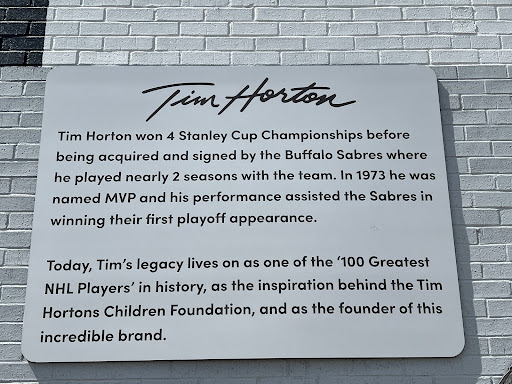 Tim Horton
Tim Horton won 4 Stanley Cup Championships before
being acquired and signed by the Buffalo Sabres where
he played nearly 2 seasons with the team. In 1973 he was
named MVP and his performance assisted the Sabres in
winning their first playoff appearance.
Today, Tim's legacy lives on as one of the '100 Greatest
NHL Players' in history, as the inspiration behind the Tim
Hortons Children Foundation, and as the founder of this
incredible brand.